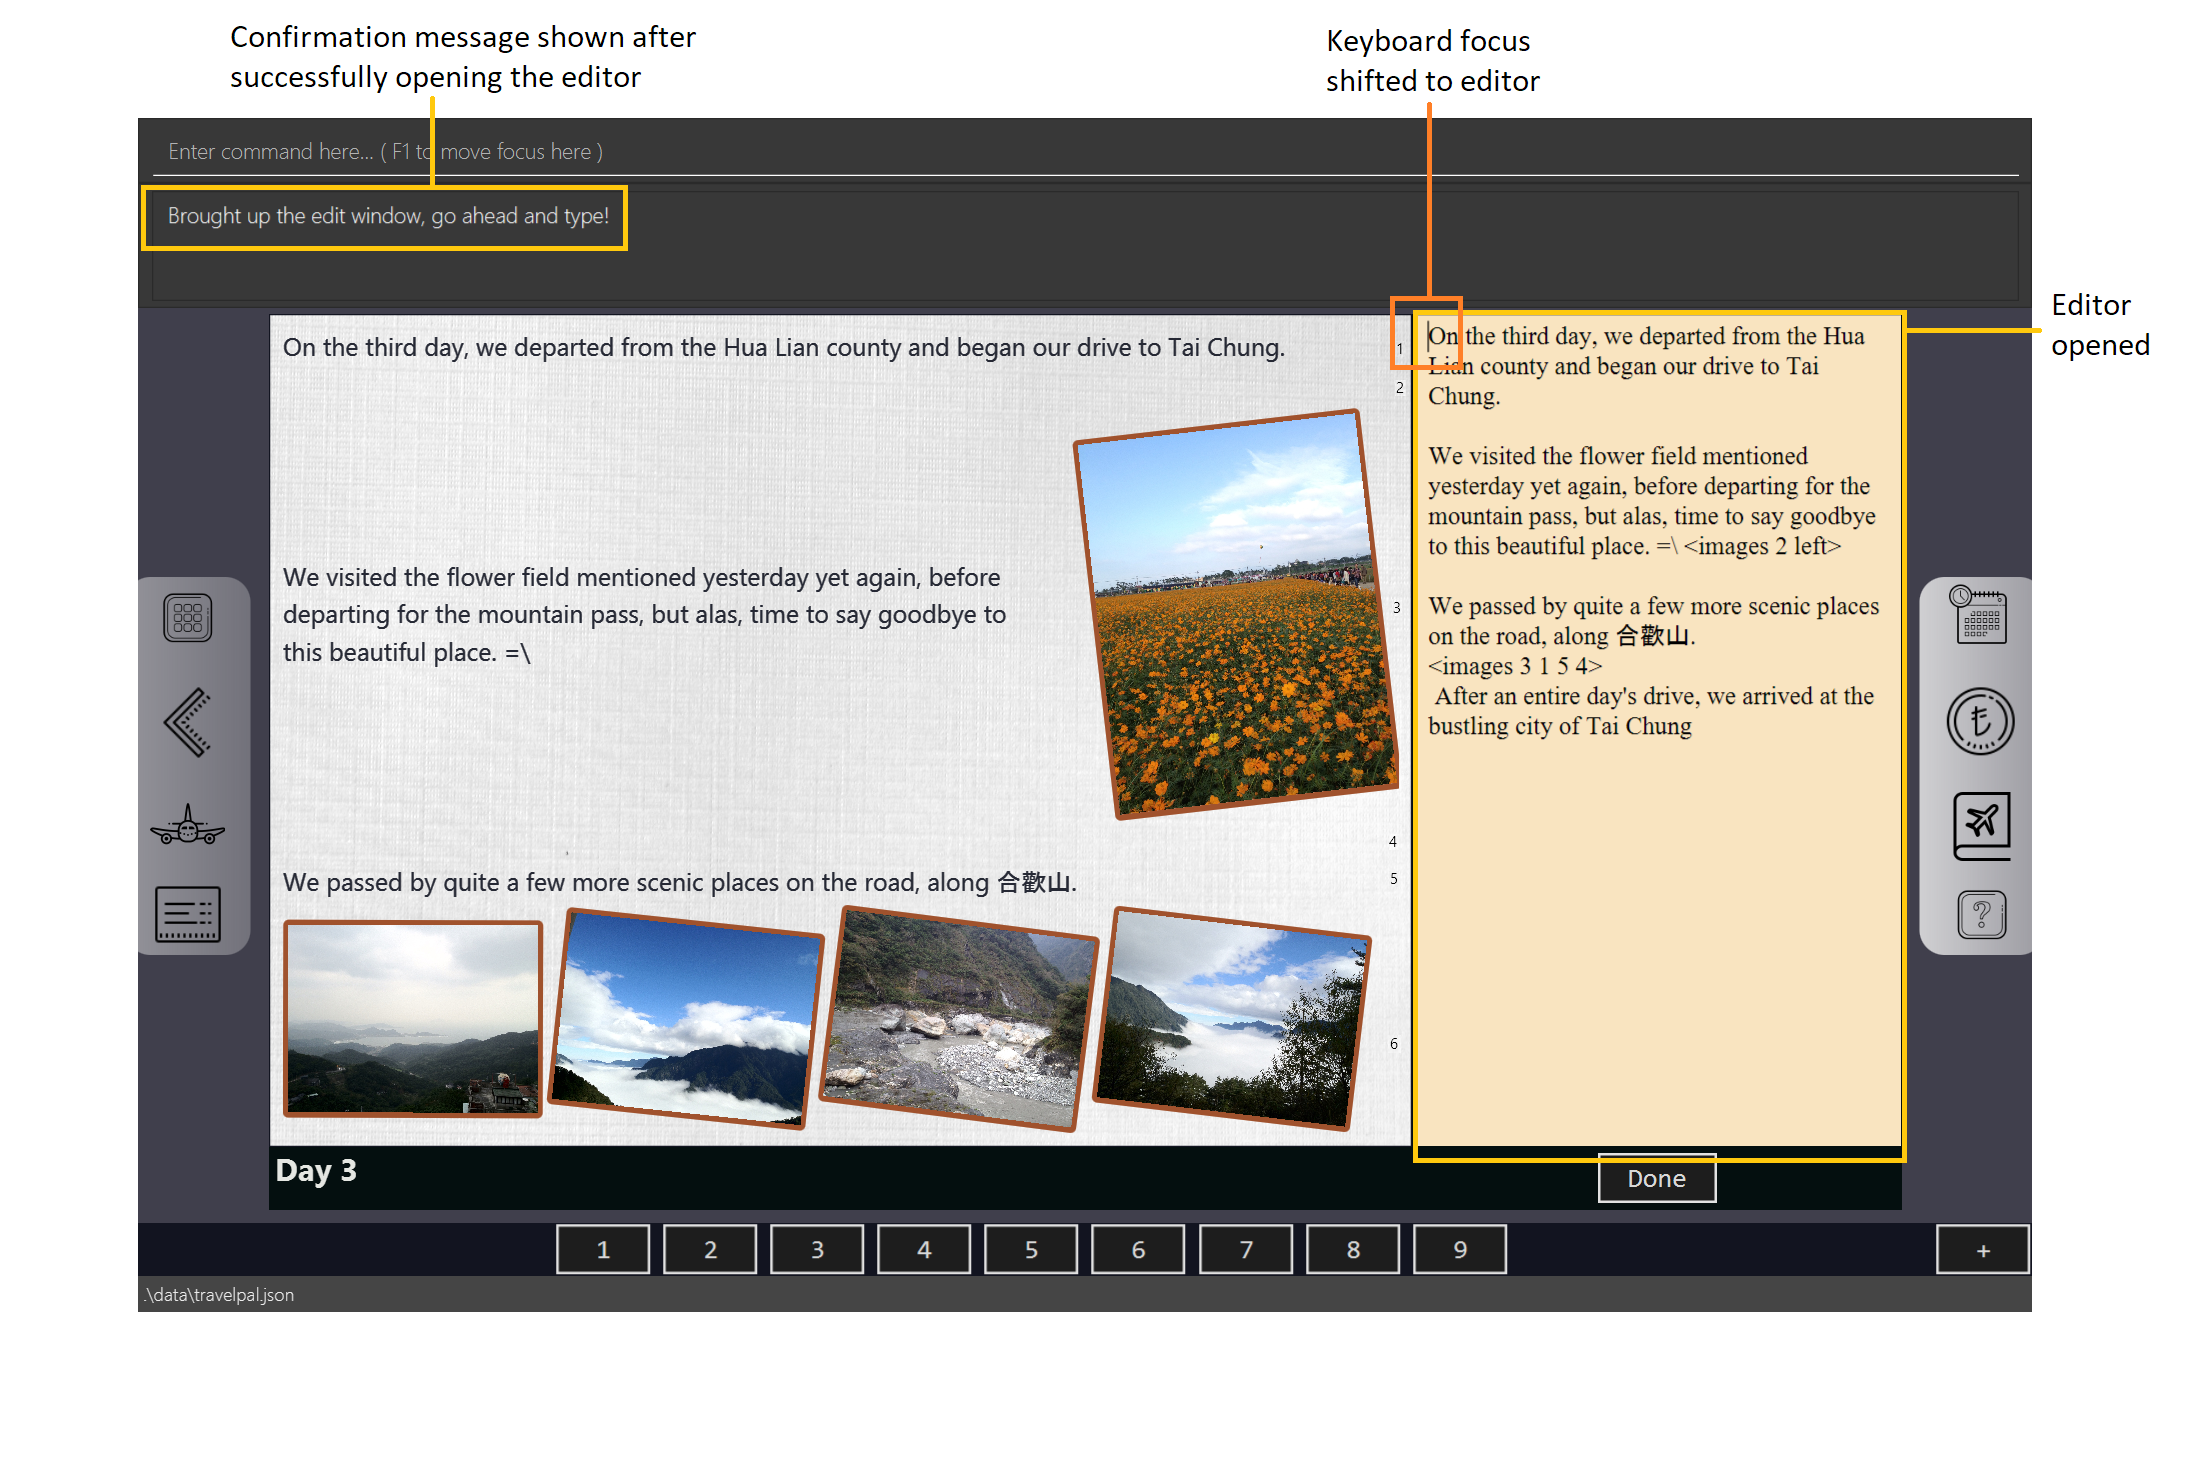 Confirmation message shown after
successfully opening the editor
Keyboard focus
shifted to editor
Enter command here... ( F1 to move focus here )
Brought up the edit window, go ahead and type!
Editor
opened
On the third day, we departed from the Hua Lian county and began our drive to Tai Chung.
1
2
We visited the flower field mentioned yesterday yet again, before
departing for the mountain pass, but alas, time to say goodbye to
this beautiful place. =\
3
4
We passed by quite a few more scenic places on the road, along 合歡山.
5
6
On the third day, we departed from the Hua
Lian county and began our drive to Tai
Chung.
We visited the flower field mentioned
yesterday yet again, before departing for the
mountain pass, but alas, time to say goodbye
to this beautiful place. =\ <images 2 left>
We passed by quite a few more scenic places
on the road, along 合歡山.
<images 3 1 5 4>
After an entire day's drive, we arrived at the
bustling city of Tai Chung
Day 3
Done
1 2 3 4 5 6 7 8 9 +
.\data\travelpal.json